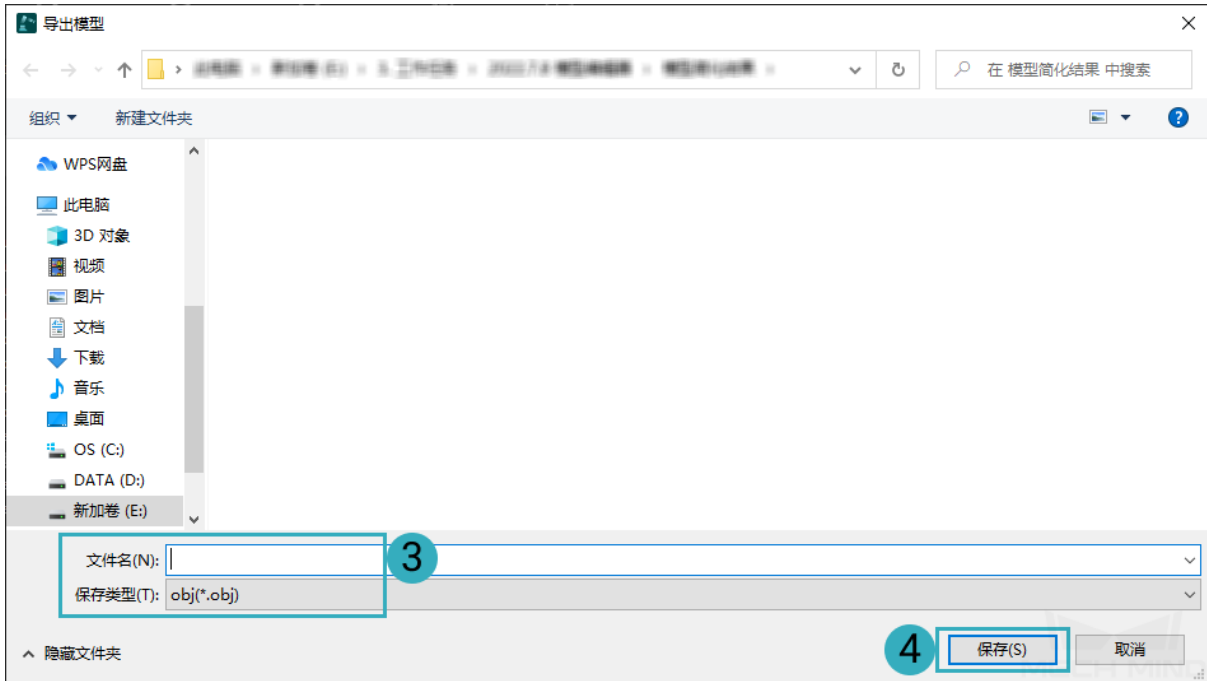 导出模型
在 模型简化结果 中搜索
组织 新建文件夹
WPS网盘
此电脑
3D 对象
视频
图片
文档
下载
音乐
桌面
OS (C:)
DATA (D:)
新加卷 (E:)
文件名(N):
3
保存类型(T): obj(*.obj)
隐藏文件夹
4 保存(S) 取消
MECH MIND